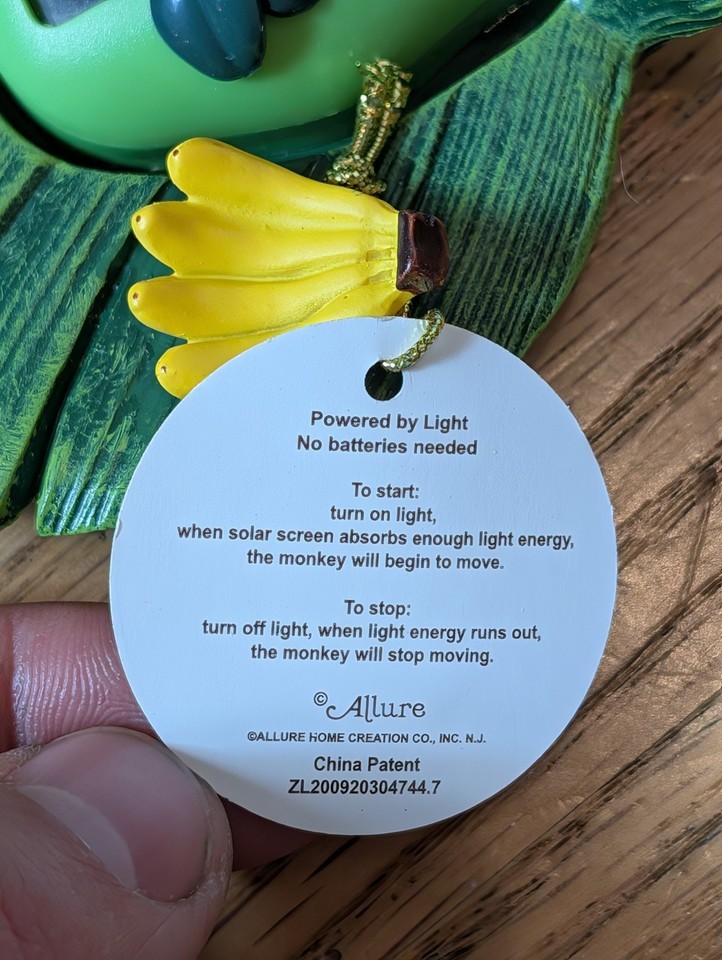 Powered by Light
No batteries needed
To start:
turn on light,
when solar screen absorbs enough light energy,
the monkey will begin to move.
To stop:
turn off light, when light energy runs out,
the monkey will stop moving.
©Allure
©ALLURE HOME CREATION CO., INC. N.J.
China Patent
ZL200920304744.7